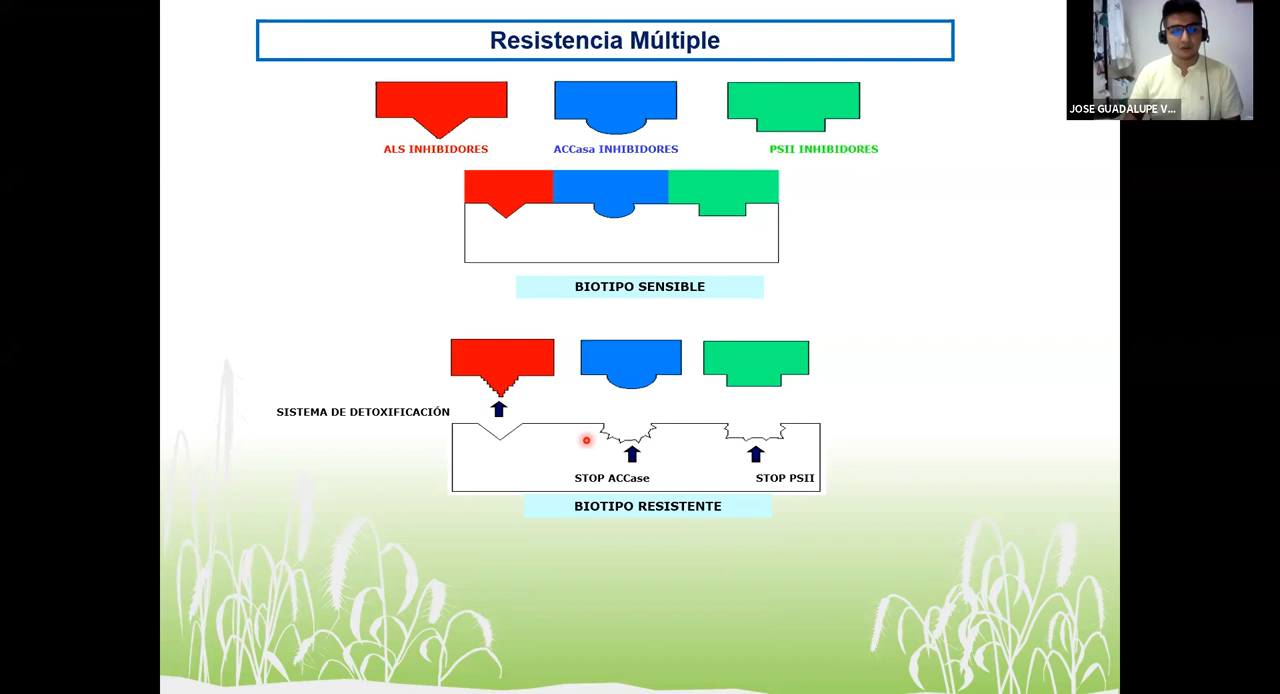 Resistencia Múltiple
JOSE GUADALUPE V...
ALS INHIBIDORES
ACCasa INHIBIDORES
PSII INHIBIDORES
BIOTIPO SENSIBLE
SISTEMA DE DETOXIFICACIÓN
STOP ACCase
STOP PSII
BIOTIPO RESISTENTE